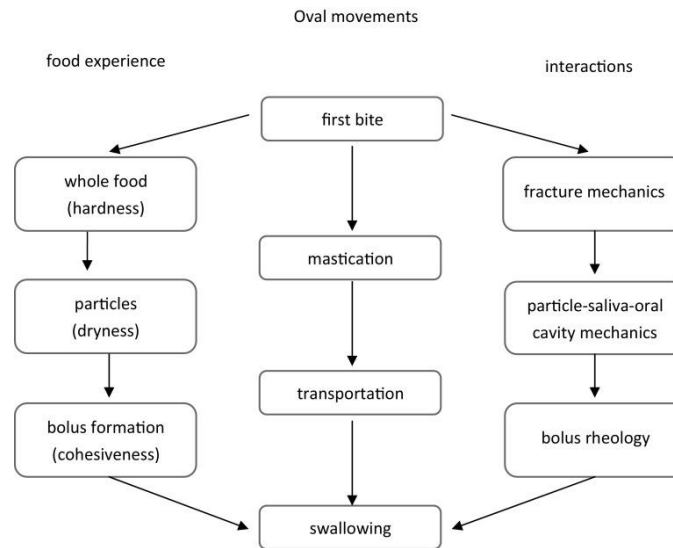 Oval movements
food experience
interactions
first bite
whole food
(hardness)
fracture mechanics
mastication
particles
(dryness)
particle-saliva-oral
cavity mechanics
transportation
bolus formation
(cohesiveness)
bolus rheology
swallowing